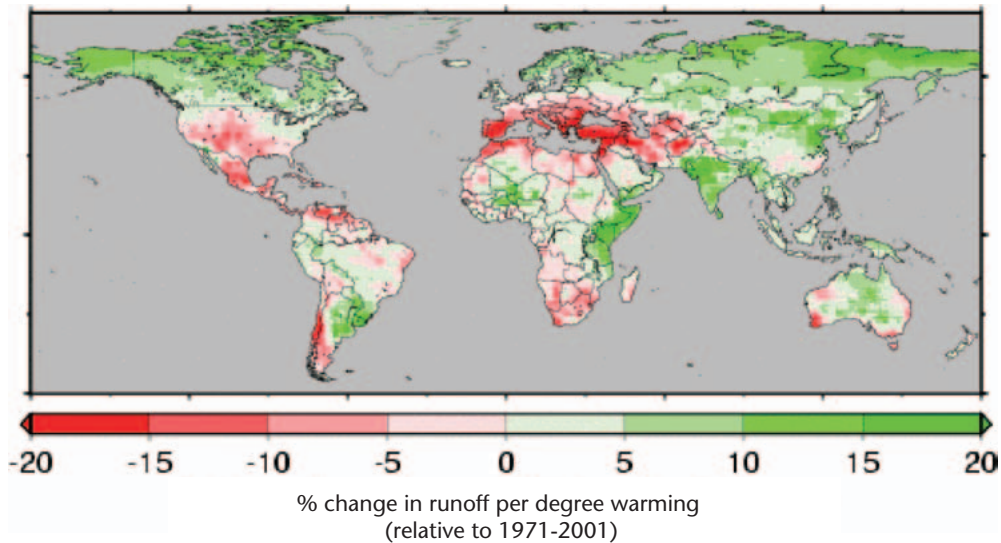 -20 -15 -10 -5 0 5 10 15 20
% change in runoff per degree warming
(relative to 1971-2001)